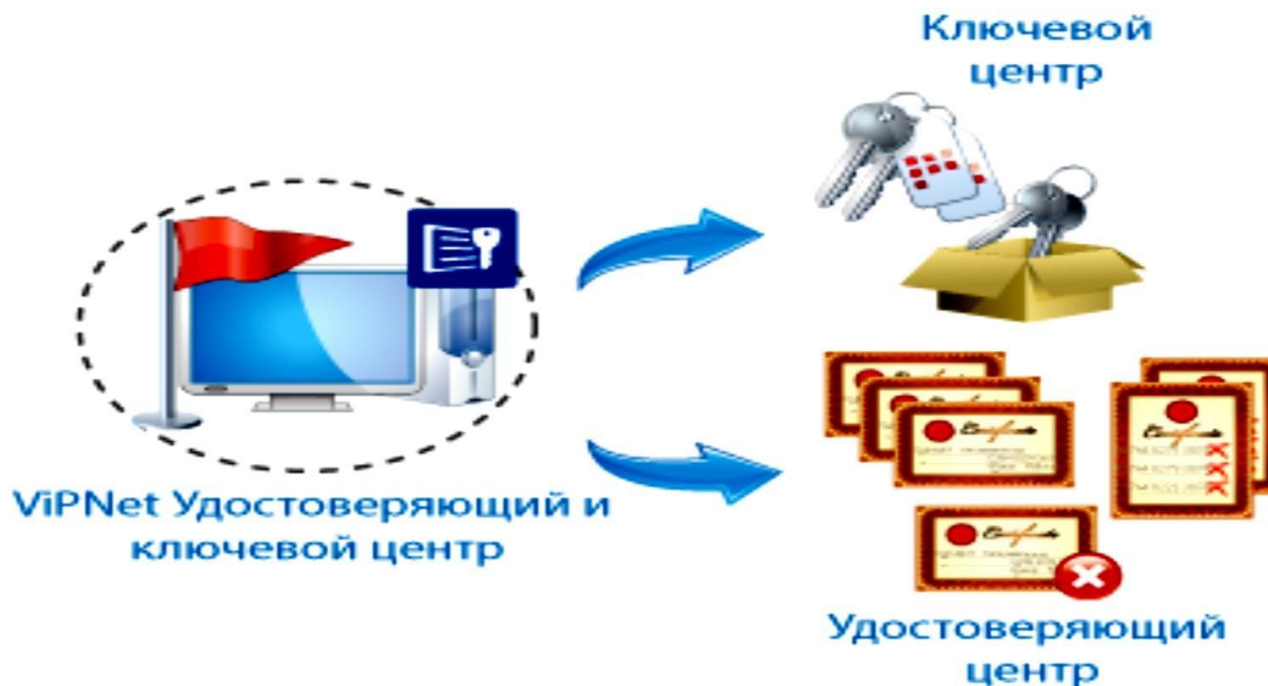 Ключевой
центр
ViPNet Удостоверяющий и
ключевой центр
Удостоверяющий
центр